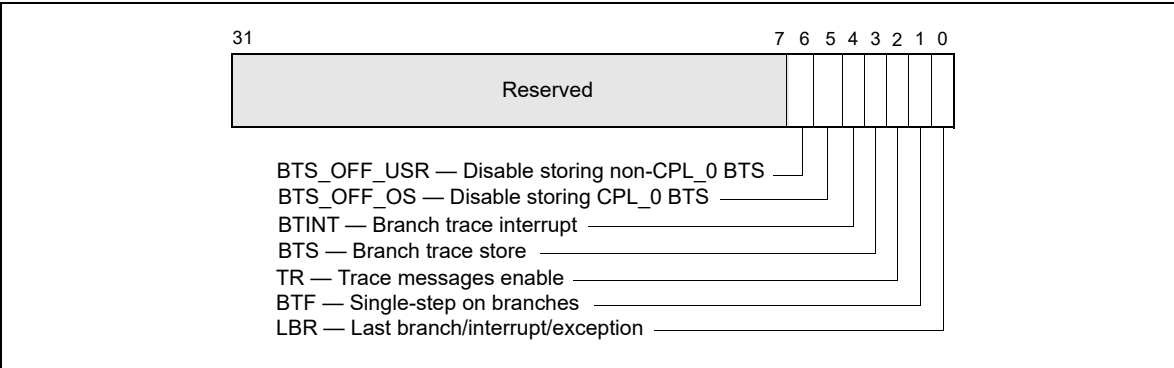 31 7 6 5 4 3 2 1 0
Reserved
BTS_OFF_USR — Disable storing non-CPL_0 BTS
BTS_OFF_OS — Disable storing CPL_0 BTS
BTINT — Branch trace interrupt
BTS — Branch trace store
TR — Trace messages enable
BTF — Single-step on branches
LBR — Last branch/interrupt/exception